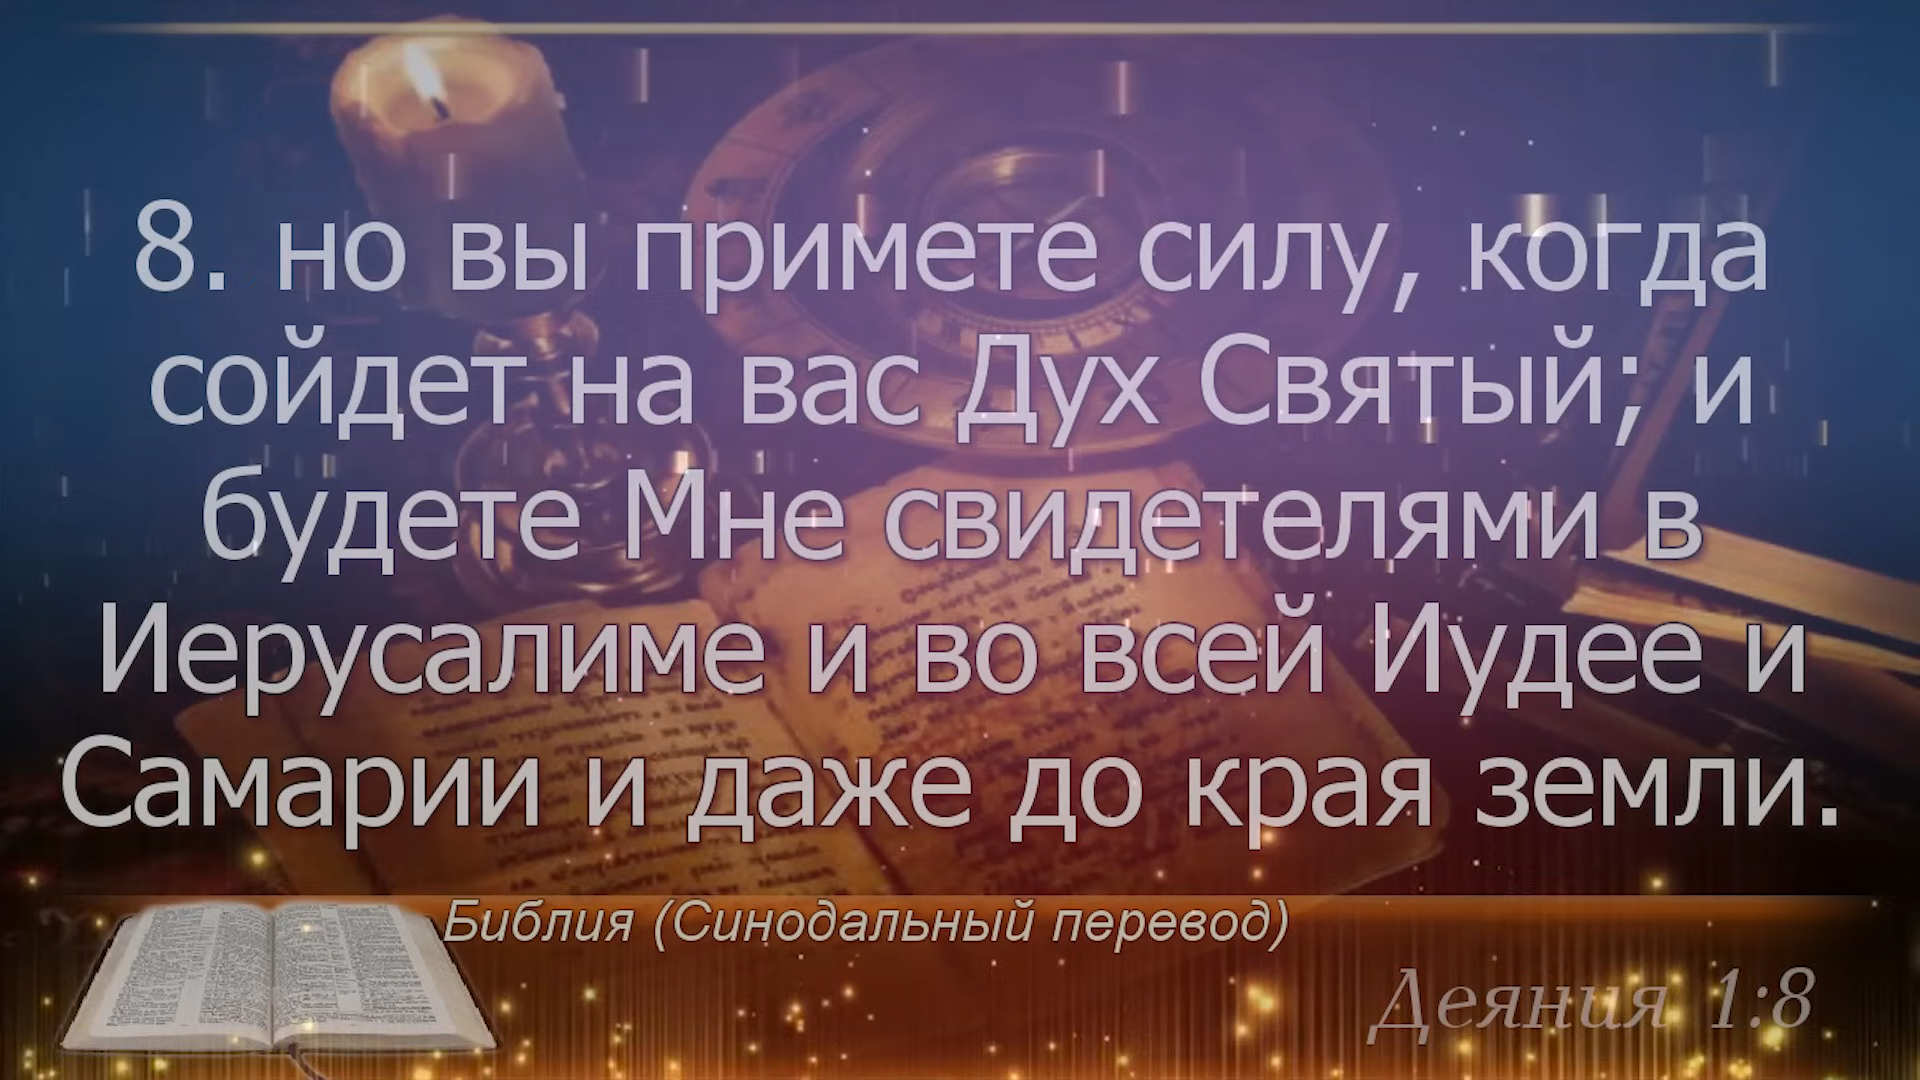 8. но вы примете силу, когда
сойдет на вас Дух Святый; и
будете Мне свидетелями в
Иерусалиме и во всей Иудее и
Самарии и даже до края земли.
Библия (Синодальный перевод)
Деяния 1:8